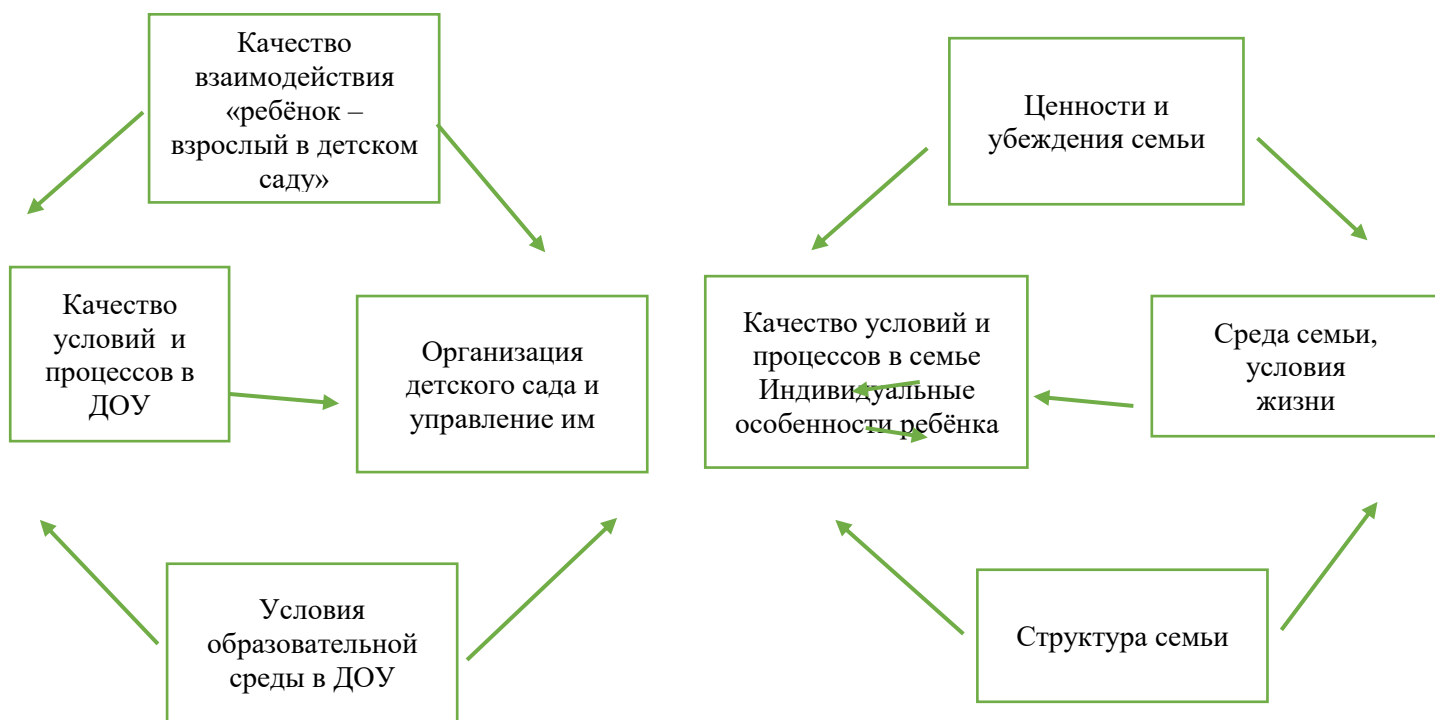 Качество
взаимодействия
«ребёнок –
взрослый в детском
саду»
Ценности и
убеждения семьи
Качество
условий и
процессов в
ДОУ
Организация
детского сада и
управление им
Качество условий и
процессов в семье
Индивидуальные
особенности ребёнка
Среда семьи,
условия
жизни
Условия
образовательной
среды в ДОУ
Структура семьи